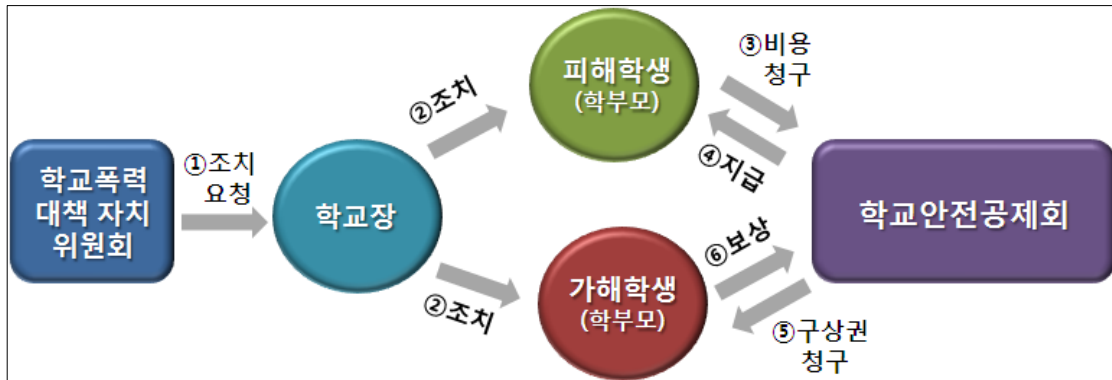 학교폭력
대책 자치
위원회
①조치
요청
학교장
②조치
②조치
피해학생
(학부모)
가해학생
(학부모)
③비용
청구
④지급
⑥보상
⑤구상권
청구
학교안전공제회